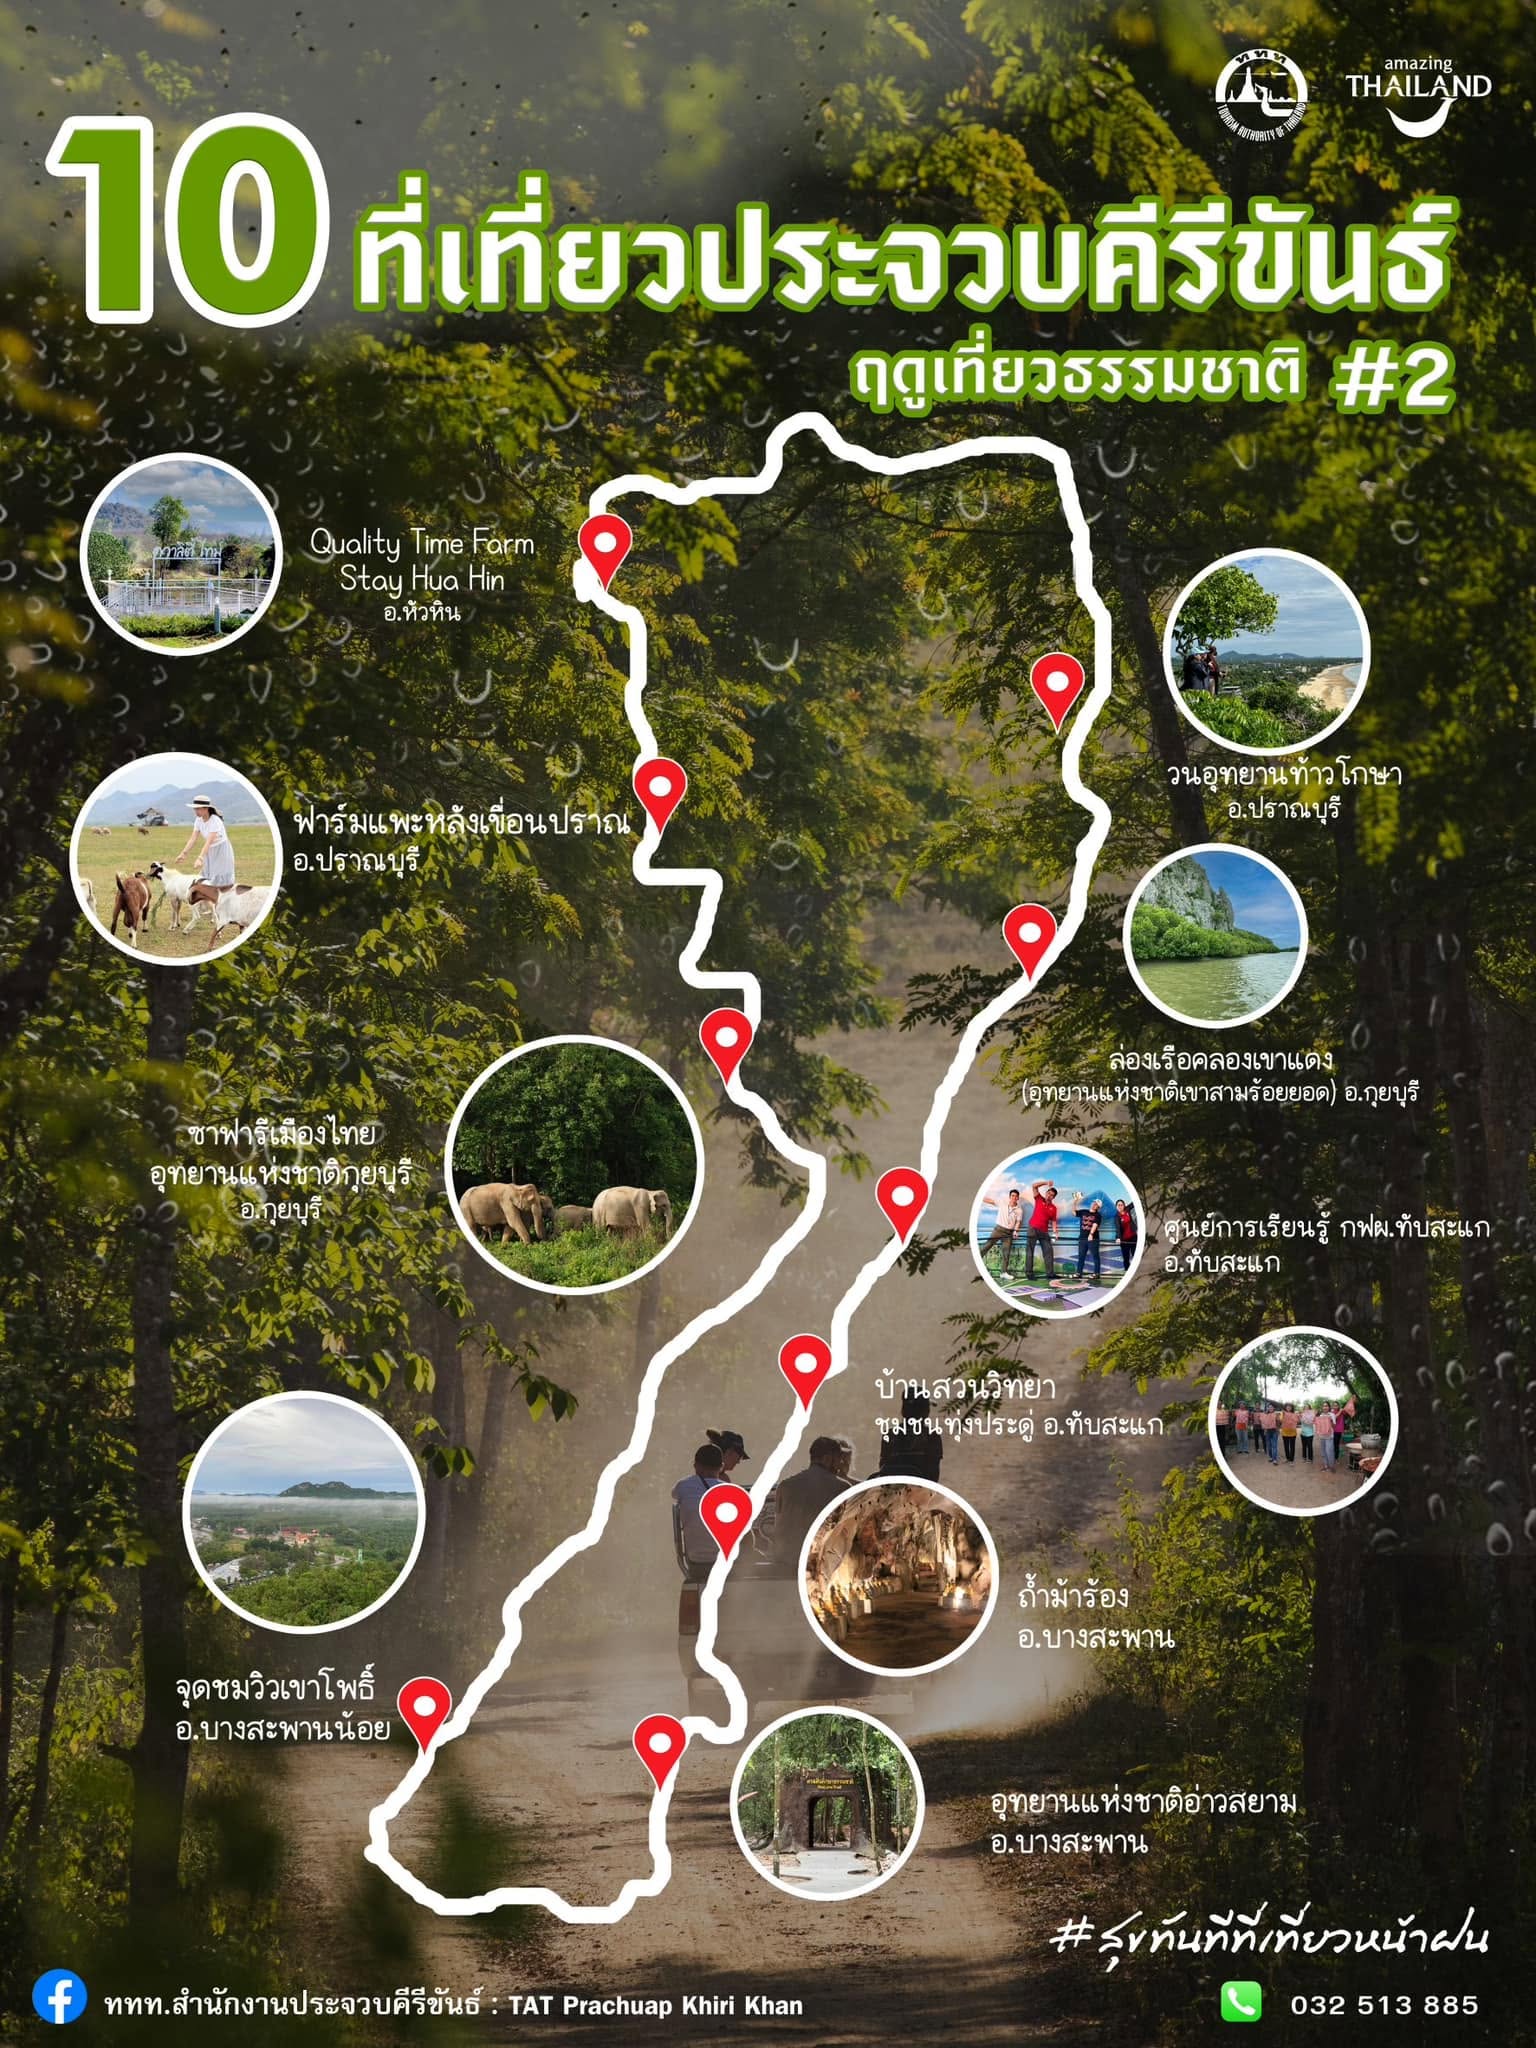 ททท
TOURISM AUTHORITY OF THAILAND
amazing
THAILAND
10 ที่เที่ยวประจวบคีรีขันธ์
ฤดูเที่ยวธรรมชาติ #2
ควาลิตี้ ไทม์
Quality Time Farm
Stay Hua Hin
อ.หัวหิน
วนอุทยานท้าวโกษา
อ.ปราณบุรี
ฟาร์มแพะหลังเขื่อนปราณ
อ.ปราณบุรี
ล่องเรือคลองเขาแดง
(อุทยานแห่งชาติเขาสามร้อยยอด) อ.กุยบุรี
ซาฟารีเมืองไทย
อุทยานแห่งชาติกุยบุรี
อ.กุยบุรี
ศูนย์การเรียนรู้ กฟผ.ทับสะแก
อ.ทับสะแก
บ้านสวนวิทยา
ชุมชนทุ่งประดู่ อ.ทับสะแก
ถ้ำม้าร้อง
อ.บางสะพาน
จุดชมวิวเขาโพธิ์
อ.บางสะพานน้อย
อุทยานแห่งชาติอ่าวสยาม
อ.บางสะพาน
#สุขทันทีที่เที่ยวหน้าฝน
ททท.สำนักงานประจวบคีรีขันธ์ : TAT Prachuap Khiri Khan
032 513 885